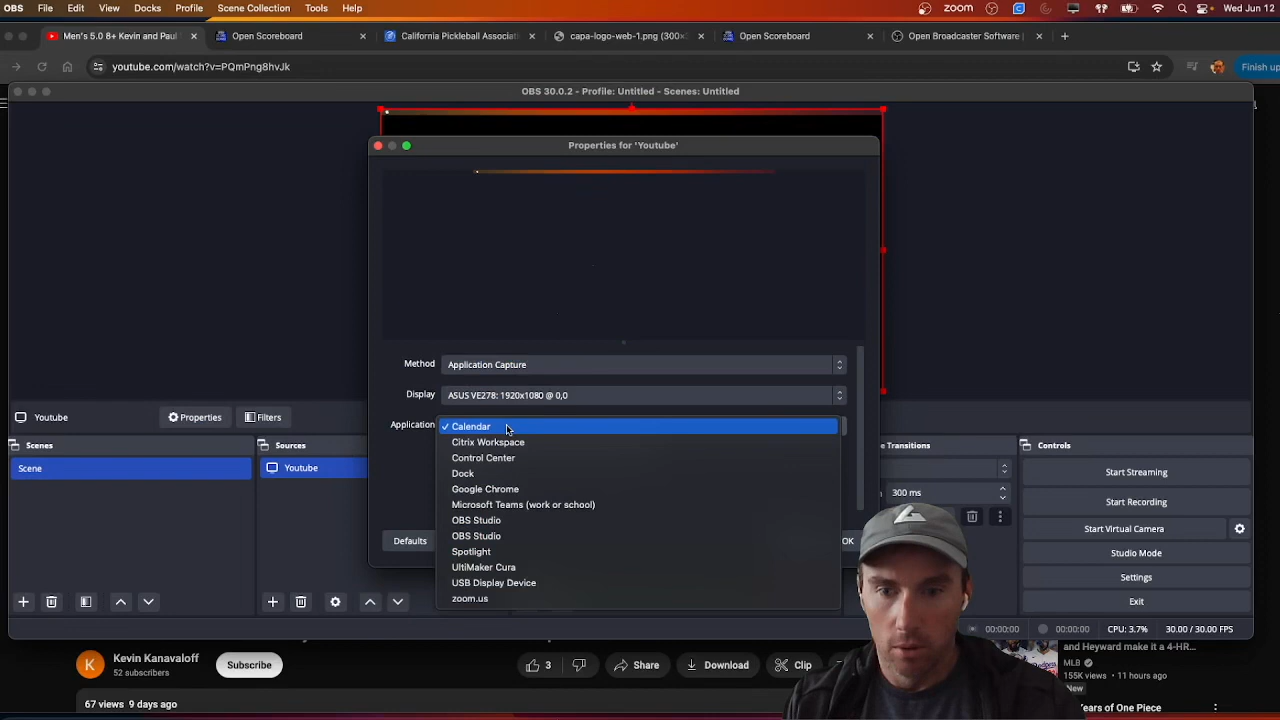 OBS File Edit View Docks Profile Scene Collection Tools Help zoom Wed Jun 12
Men's 5.0 8+ Kevin and Paul Open Scoreboard California Pickleball Associati capa-logo-web-1.png (300× Open Scoreboard Open Broadcaster Software |
youtube.com/watch?v=PQmPng8hvJk Finish up
OBS 30.0.2 - Profile: Untitled - Scenes: Untitled
Properties for 'Youtube'
Method Application Capture
Display ASUS VE278: 1920x1080 @ 0,0
Application Calendar
Citrix Workspace
Control Center
Dock
Google Chrome
Microsoft Teams (work or school)
OBS Studio
OBS Studio
Spotlight
UltiMaker Cura
USB Display Device
zoom.us
Defaults OK
Youtube Properties Filters
Scenes Sources Transitions Controls
Scene Youtube
300 ms
Start Streaming
Start Recording
Start Virtual Camera
Studio Mode
Settings
Exit
00:00:00 00:00:00 CPU: 3.7% 30.00 / 30.00 FPS
K Kevin Kanavaloff
52 subscribers
Subscribe 3 Share Download Clip
67 views 9 days ago
and Heyward make it a 4-HR...
MLB
155K views • 11 hours ago
New
Years of One Piece